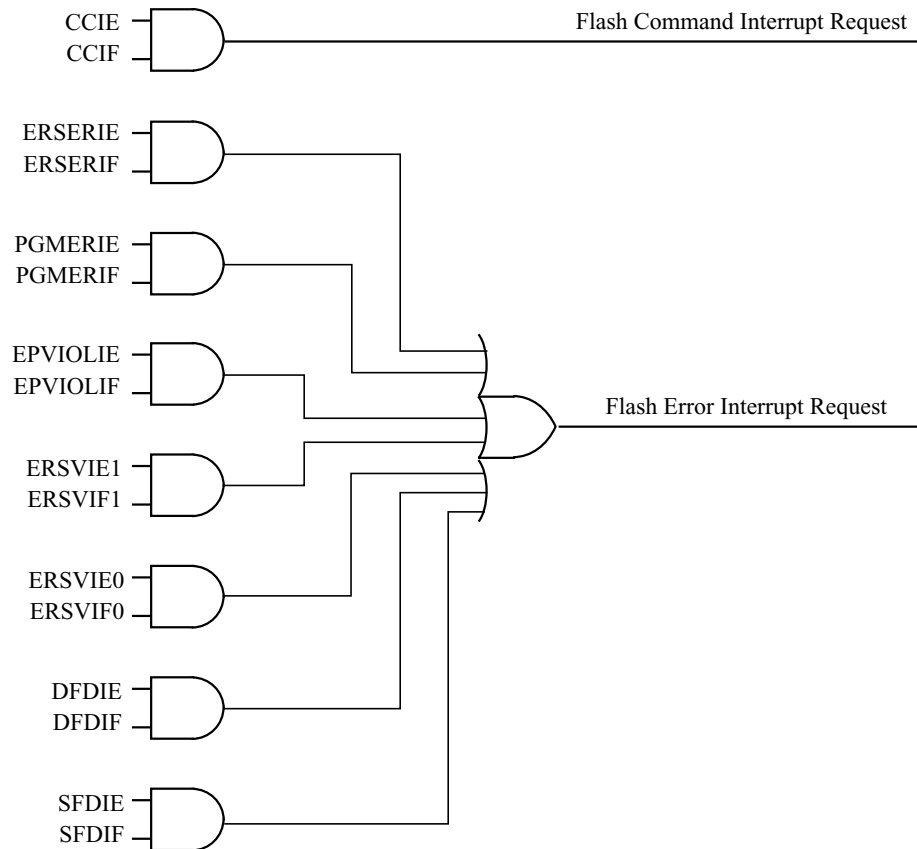 CCIE
CCIF
Flash Command Interrupt Request
ERSERIE
ERSERIF
PGMERIE
PGMERIF
EPVIOLIE
EPVIOLIF
Flash Error Interrupt Request
ERSVIE1
ERSVIF1
ERSVIE0
ERSVIF0
DFDIE
DFDIF
SFDIE
SFDIF